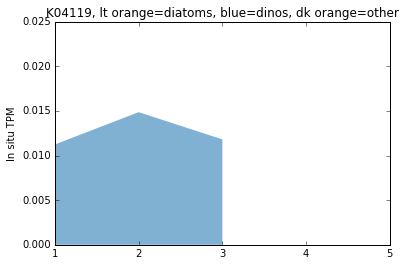 K04119, lt orange=diatoms, blue=dinos, dk orange=other
0.025
0.020
0.015
0.010
0.005
0.000
In situ TPM
1 2 3 4 5